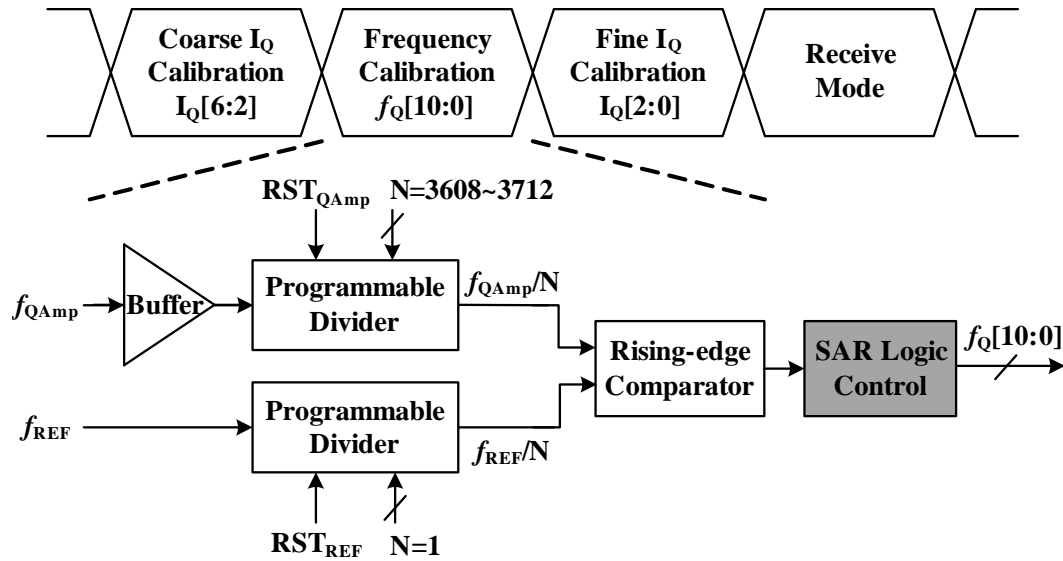 Coarse I_Q
Calibration
I_Q[6:2]
Frequency
Calibration
f_Q[10:0]
Fine I_Q
Calibration
I_Q[2:0]
Receive
Mode
RST_QAmp
N=3608~3712
f_QAmp
Buffer
Programmable
Divider
f_QAmp/N
Rising-edge
Comparator
SAR Logic
Control
f_Q[10:0]
f_REF
Programmable
Divider
f_REF/N
RST_REF
N=1